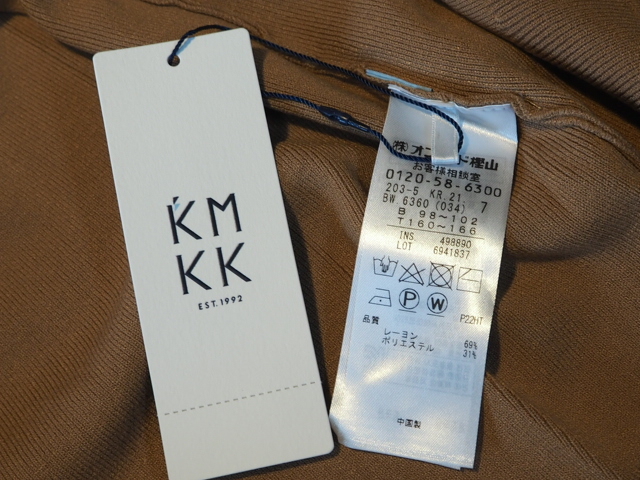 KM
KK
EST.1992
㈱オンワード樫山
お客様相談室
0120-58-6300
203-5 KR.21 7
BW 6360 (034)
B 98~102
T 160~166
INS. 498890
LOT 6941837
P W
品質 P22HT
レーヨン 69%
ポリエステル 31%
中国製